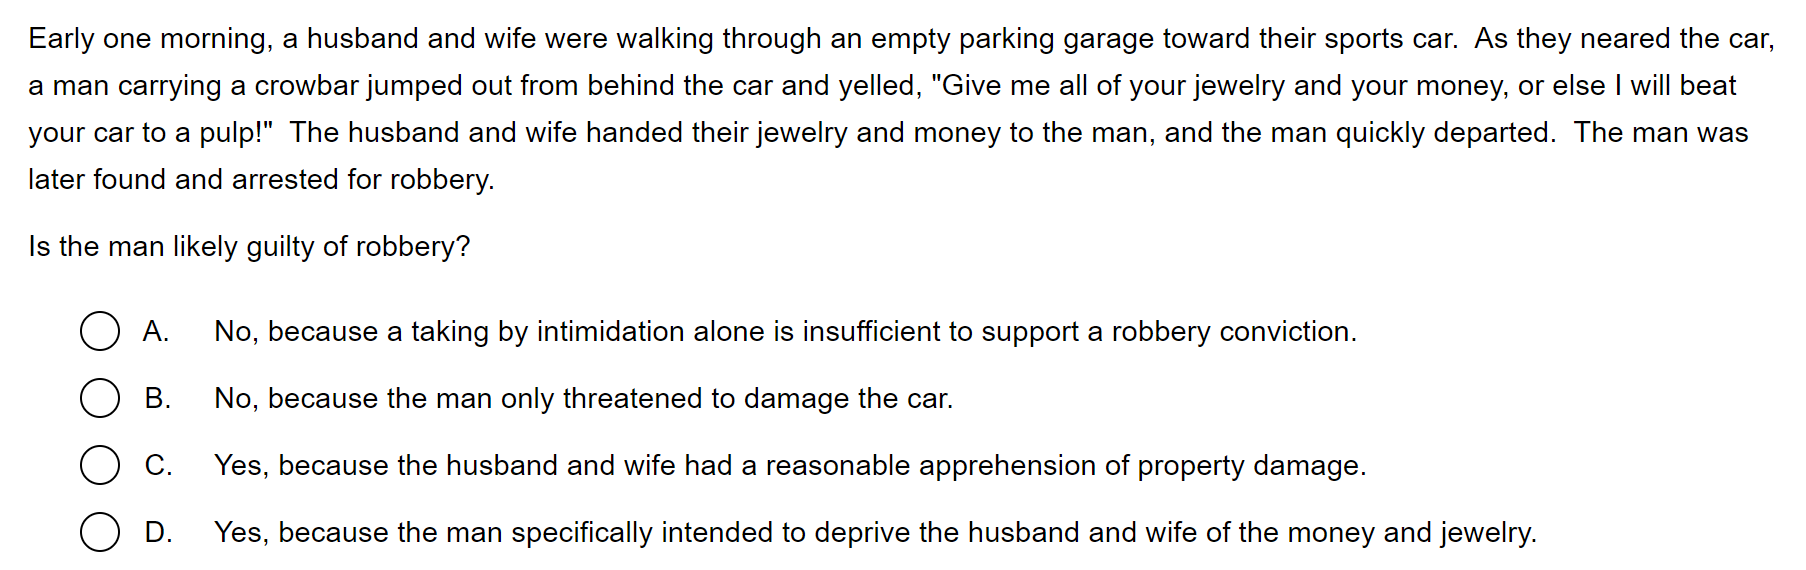 Early one morning, a husband and wife were walking through an empty parking garage toward their sports car.  As they neared the car,
a man carrying a crowbar jumped out from behind the car and yelled, "Give me all of your jewelry and your money, or else I will beat
your car to a pulp!"  The husband and wife handed their jewelry and money to the man, and the man quickly departed.  The man was
later found and arrested for robbery.
Is the man likely guilty of robbery?
A. No, because a taking by intimidation alone is insufficient to support a robbery conviction.
B. No, because the man only threatened to damage the car.
C. Yes, because the husband and wife had a reasonable apprehension of property damage.
D. Yes, because the man specifically intended to deprive the husband and wife of the money and jewelry.